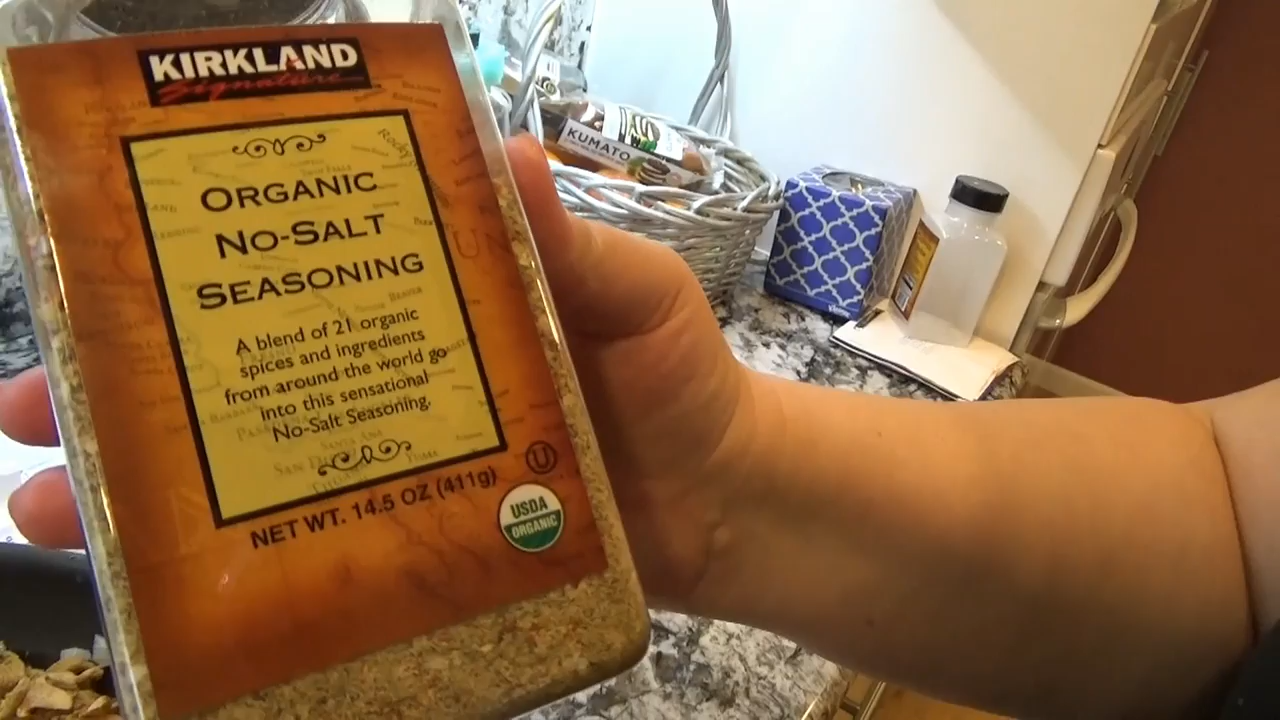 KIRKLAND
Signature
ORGANIC
NO-SALT
SEASONING
A blend of 21 organic
spices and ingredients
from around the world go
into this sensational
No-Salt Seasoning.
NET WT. 14.5 OZ (411g)
U
USDA
ORGANIC
KUMATO
Kleenex